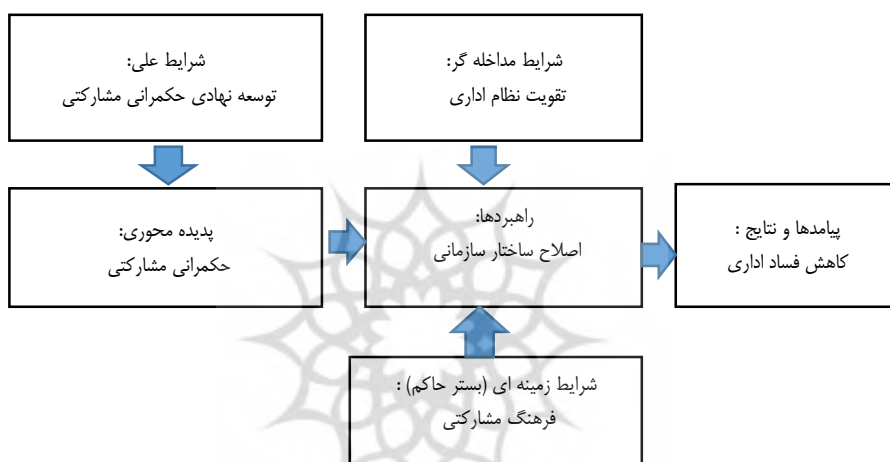 شرایط علی:
توسعه نهادی حکمرانی مشارکتی
شرایط مداخله گر:
تقویت نظام اداری
پدیده محوری:
حکمرانی مشارکتی
راهبردها:
اصلاح ساختار سازمانی
پیامدها و نتایج :
کاهش فساد اداری
شرایط زمینه ای (بستر حاکم) :
فرهنگ مشارکتی